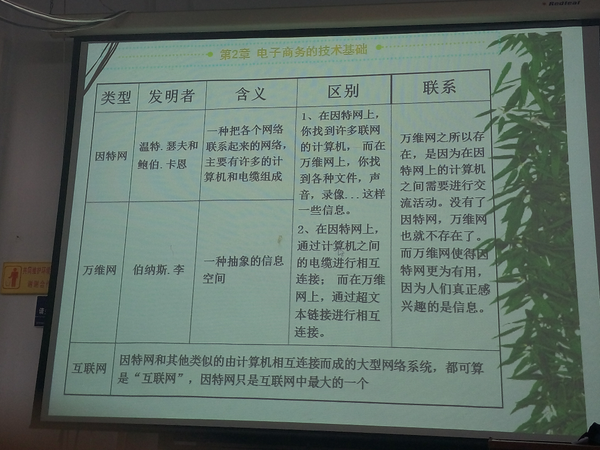 第2章 电子商务的技术基础
类型
发明者
含义
区别
联系
因特网
温特. 瑟夫和
鲍伯. 卡恩
一种把各个网络
联系起来的网络,
主要有许多的计
算机和电缆组成
1、在因特网上,
你找到许多联网
的计算机, 而在
万维网上, 你找
到各种文件, 声
音, 录像...这样
一些信息。
2、在因特网上,
通过计算机之间
的电缆进行相互
连接; 而在万维
网上, 通过超文
本链接进行相互
连接。
万维网之所以存
在, 是因为在因
特网上的计算机
之间需要进行交
流活动。没有了
因特网, 万维网
也就不存在了。
而万维网使得因
特网更为有用,
因为人们真正感
兴趣的是信息。
万维网
伯纳斯. 李
一种抽象的信息
空间
互联网
因特网和其他类似的由计算机相互连接而成的大型网络系统, 都可算
是“互联网”, 因特网只是互联网中最大的一个